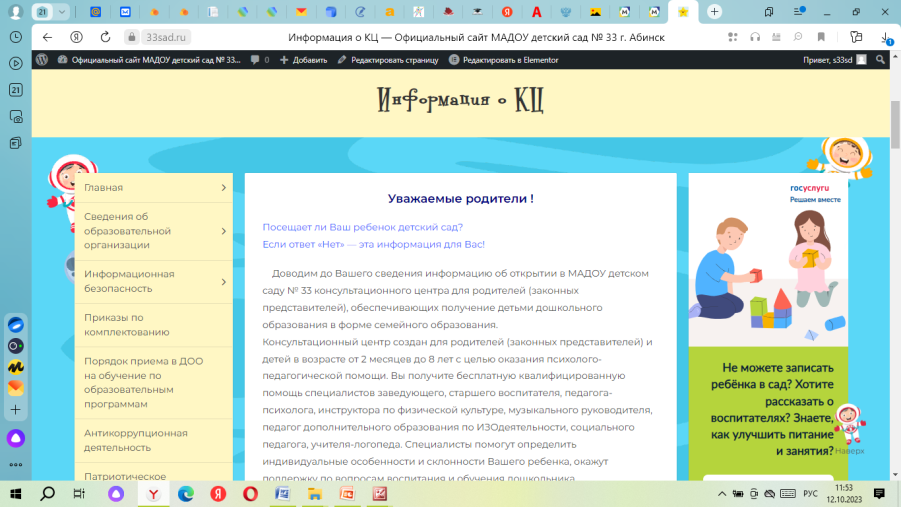 21
33sad.ru
Информация о КЦ — Официальный сайт МАДОУ детский сад № 33 г. Абинск
1
Официальный сайт МАДОУ детский сад № 33...
0
Добавить
Редактировать страницу
Редактировать в Elementor
Привет, s33sd
Информация о КЦ
21
Главная
Сведения об
образовательной
организации
Информационная
безопасность
Приказы по
комплектованию
Порядок приема в ДОО
на обучение по
образовательным
программам
Антикоррупционная
деятельность
Патриотическое
Уважаемые родители !
Посещает ли Ваш ребенок детский сад?
Если ответ «Нет» — эта информация для Вас!
Доводим до Вашего сведения информацию об открытии в МАДОУ детском
саду № 33 консультационного центра для родителей (законных
представителей), обеспечивающих получение детьми дошкольного
образования в форме семейного образования.
Консультационный центр создан для родителей (законных представителей) и
детей в возрасте от 2 месяцев до 8 лет с целью оказания психолого-
педагогической помощи. Вы получите бесплатную квалифицированную
помощь специалистов заведующего, старшего воспитателя, педагога-
психолога, инструктора по физической культуре, музыкального руководителя,
педагог дополнительного образования по ИЗОдеятельности, социального
педагога, учителя-логопеда. Специалисты помогут определить
индивидуальные особенности и склонности Вашего ребенка, окажут
поддержку по вопросам воспитания и обучения дошкольника.
госуслуги
Решаем вместе
Не можете записать
ребёнка в сад? Хотите
рассказать о
воспитателях? Знаете,
как улучшить питание
и занятия?
Наверх
РУС
11:53
12.10.2023